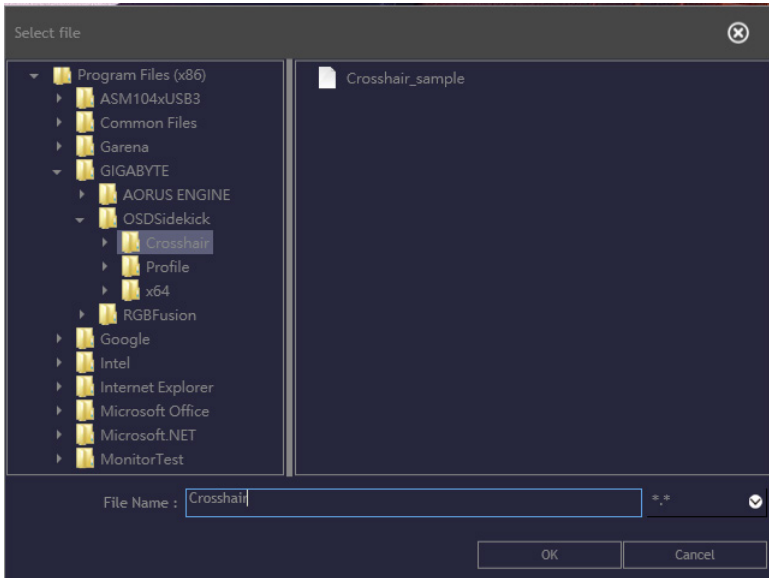 Select file
Program Files (x86)
ASM104xUSB3
Common Files
Garena
GIGABYTE
AORUS ENGINE
OSDSidekick
Crosshair
Profile
x64
RGBFusion
Google
Intel
Internet Explorer
Microsoft Office
Microsoft.NET
MonitorTest
Crosshair_sample
File Name : Crosshair *.*
OK Cancel